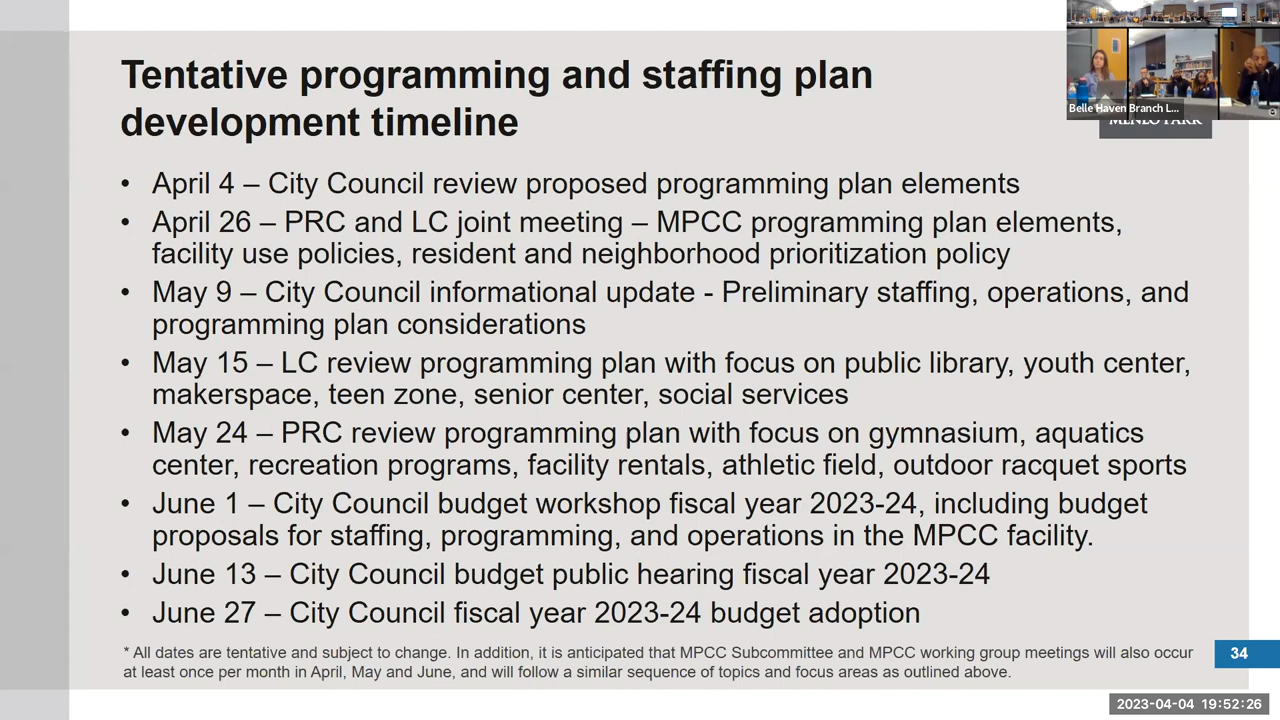 Belle Haven Branch L...
MENLO PARK
Tentative programming and staffing plan
development timeline
• April 4 – City Council review proposed programming plan elements
• April 26 – PRC and LC joint meeting – MPCC programming plan elements,
facility use policies, resident and neighborhood prioritization policy
• May 9 – City Council informational update - Preliminary staffing, operations, and
programming plan considerations
• May 15 – LC review programming plan with focus on public library, youth center,
makerspace, teen zone, senior center, social services
• May 24 – PRC review programming plan with focus on gymnasium, aquatics
center, recreation programs, facility rentals, athletic field, outdoor racquet sports
• June 1 – City Council budget workshop fiscal year 2023-24, including budget
proposals for staffing, programming, and operations in the MPCC facility.
• June 13 – City Council budget public hearing fiscal year 2023-24
• June 27 – City Council fiscal year 2023-24 budget adoption
* All dates are tentative and subject to change. In addition, it is anticipated that MPCC Subcommittee and MPCC working group meetings will also occur
at least once per month in April, May and June, and will follow a similar sequence of topics and focus areas as outlined above.
34
2023-04-04 19:52:26